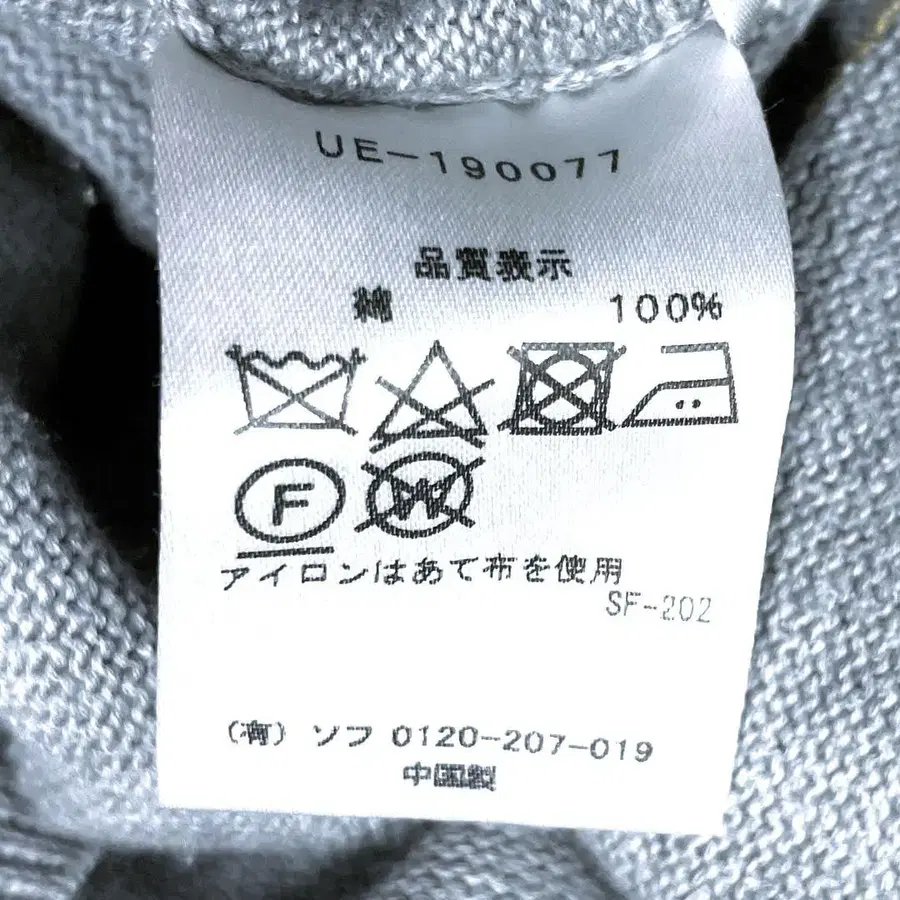 UE-190077
品質表示
綿 100%
F
W
アイロンはあて布を使用
SF-202
(有) ソフ 0120-207-019
中国製